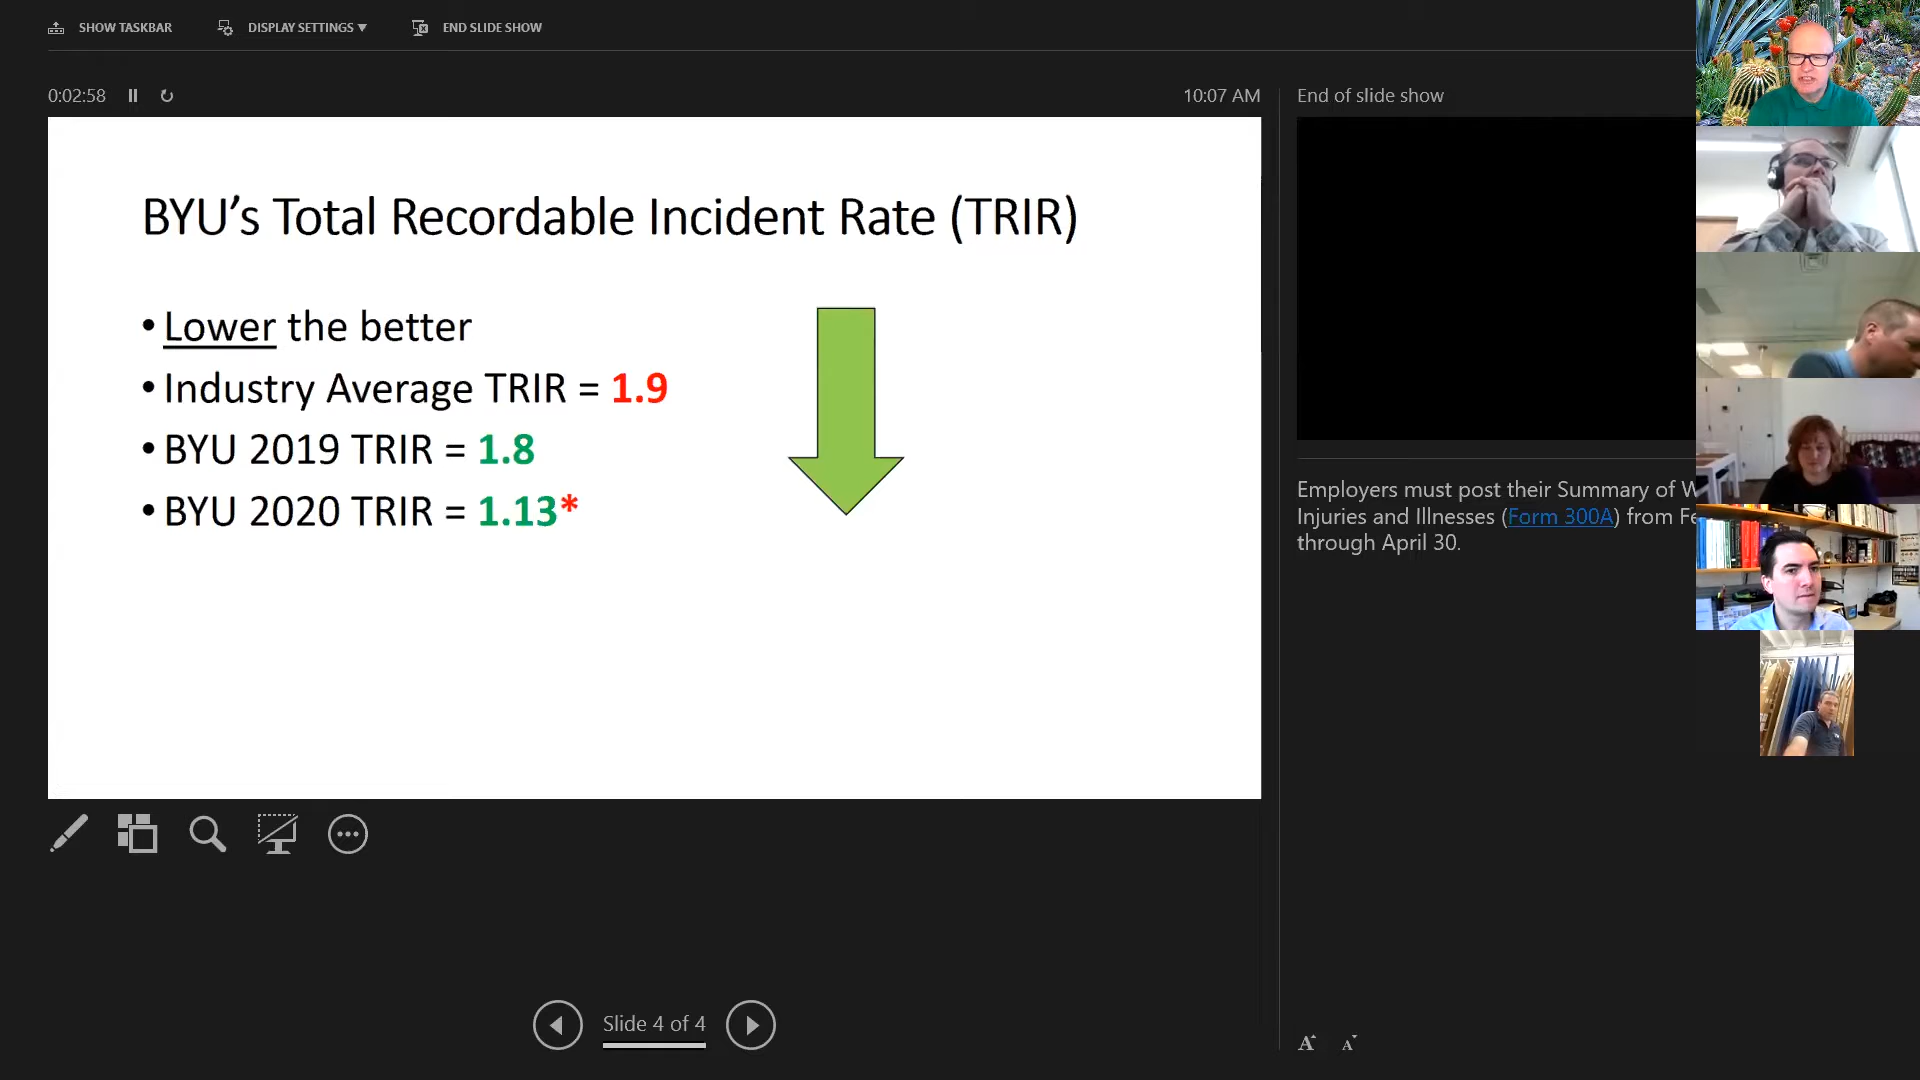 SHOW TASKBAR DISPLAY SETTINGS ▾ END SLIDE SHOW
0:02:58 10:07 AM End of slide show
BYU’s Total Recordable Incident Rate (TRIR)
• Lower the better
• Industry Average TRIR = 1.9
• BYU 2019 TRIR = 1.8
• BYU 2020 TRIR = 1.13*
Employers must post their Summary of
Injuries and Illnesses (Form 300A) from
through April 30.
Slide 4 of 4
A A